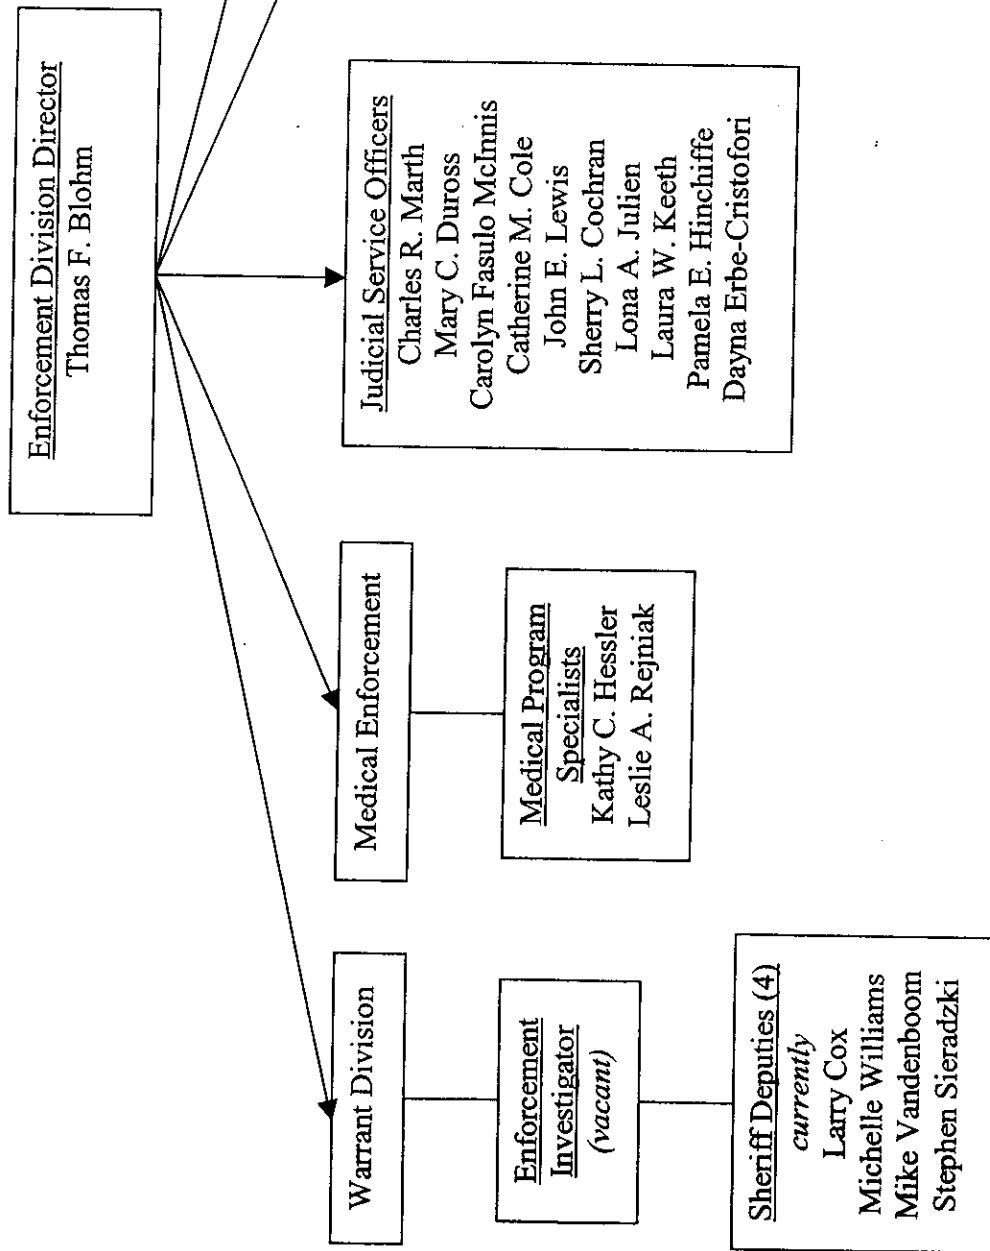 Enforcement Division Director
Thomas F. Blohm
Warrant Division
Enforcement
Investigator
(vacant)
Sheriff Deputies (4)
currently
Larry Cox
Michelle Williams
Mike Vandenboom
Stephen Sieradzki
Medical Enforcement
Medical Program
Specialists
Kathy C. Hessler
Leslie A. Rejniak
Judicial Service Officers
Charles R. Marth
Mary C. Duross
Carolyn Fasulo McInnis
Catherine M. Cole
John E. Lewis
Sherry L. Cochran
Lona A. Julien
Laura W. Keeth
Pamela E. Hinchiffe
Dayna Erbe-Cristofori